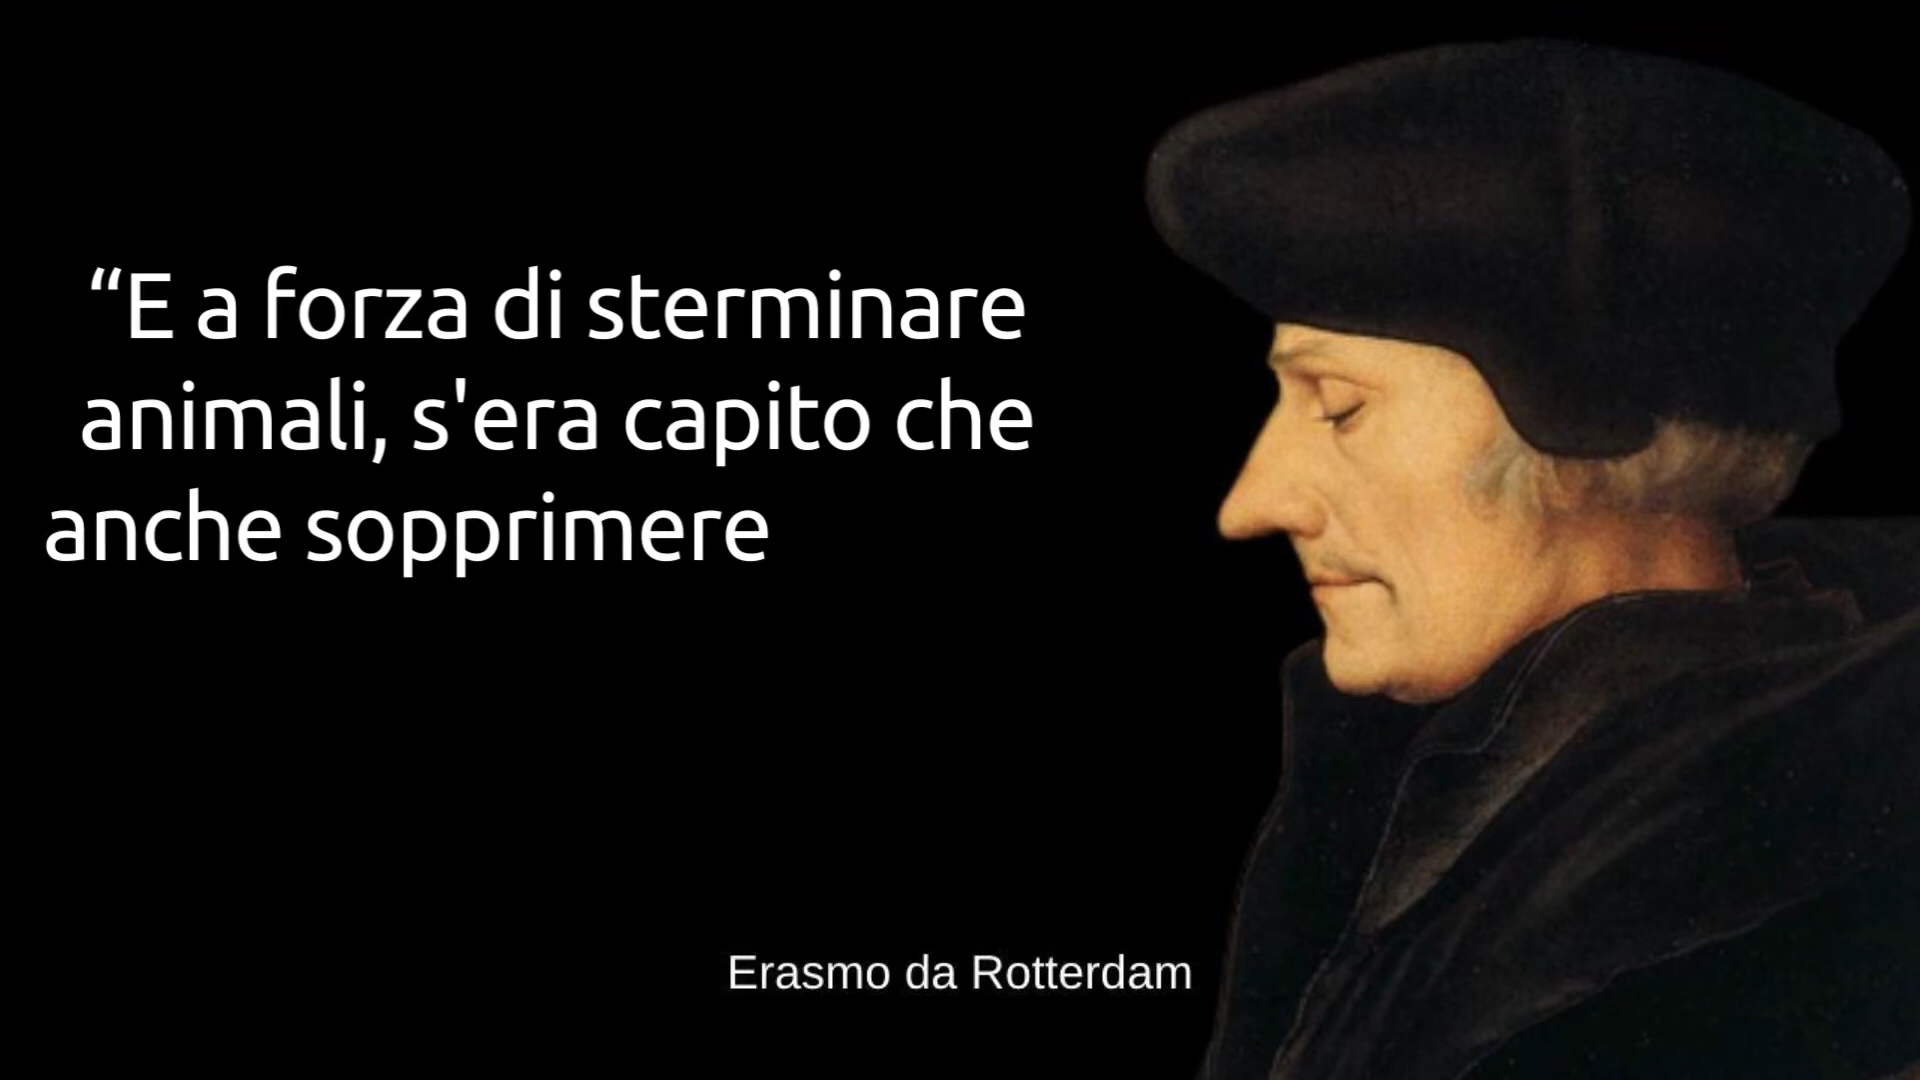 “E a forza di sterminare
animali, s'era capito che
anche sopprimere
Erasmo da Rotterdam